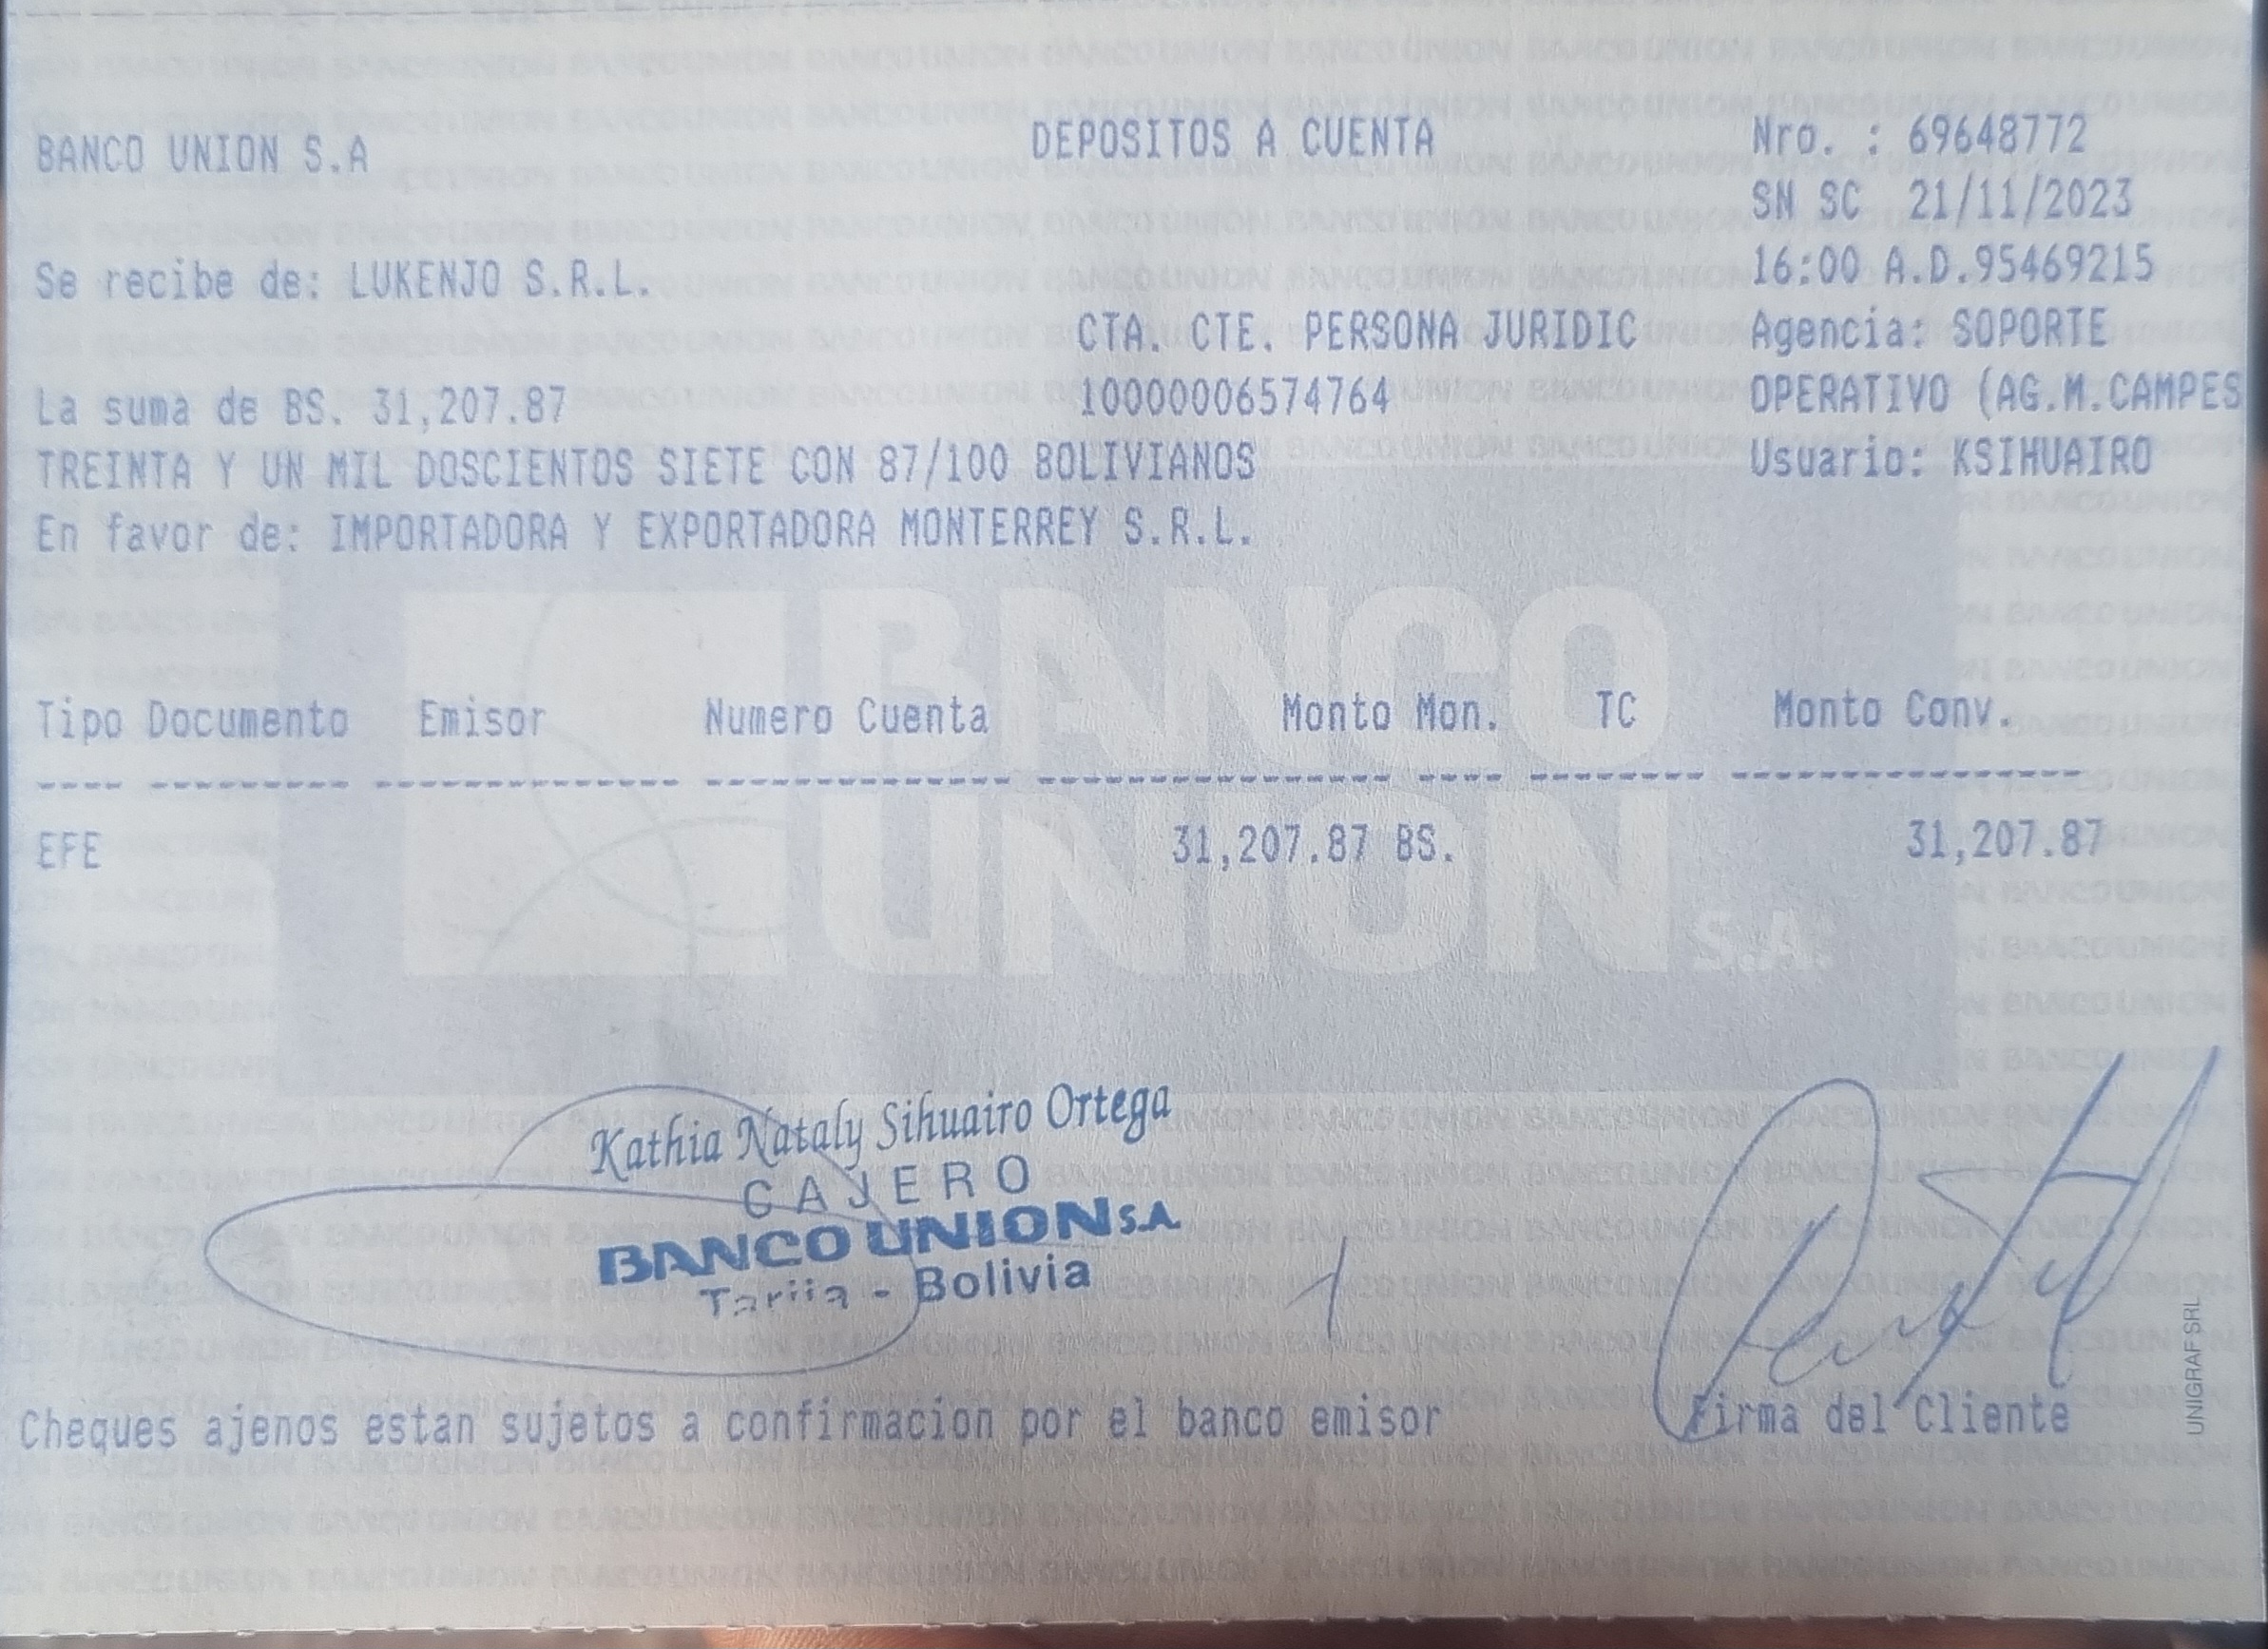 BANCO UNION S.A
DEPOSITOS A CUENTA
Nro. : 69648772
SN SC 21/11/2023
Se recibe de: LUKENJO S.R.L.
16:00 A.D.95469215
CTA. CTE. PERSONA JURIDIC
Agencia: SOPORTE
La suma de BS. 31,207.87
10000006574764
OPERATIVO (AG.M.CAMPES
TREINTA Y UN MIL DOSCIENTOS SIETE CON 87/100 BOLIVIANOS
Usuario: KSIHUAIRO
En favor de: IMPORTADORA Y EXPORTADORA MONTERREY S.R.L.
BANCO
UNION S.A.
Tipo Documento Emisor Numero Cuenta Monto Mon. TC Monto Conv.
EFE 31,207.87 BS. 31,207.87
Kathia Nataly Sihuairo Ortega
CAJERO
BANCO UNION S.A.
Tarija - Bolivia
Cheques ajenos estan sujetos a confirmacion por el banco emisor
Firma del Cliente
UNIGRAF SRL